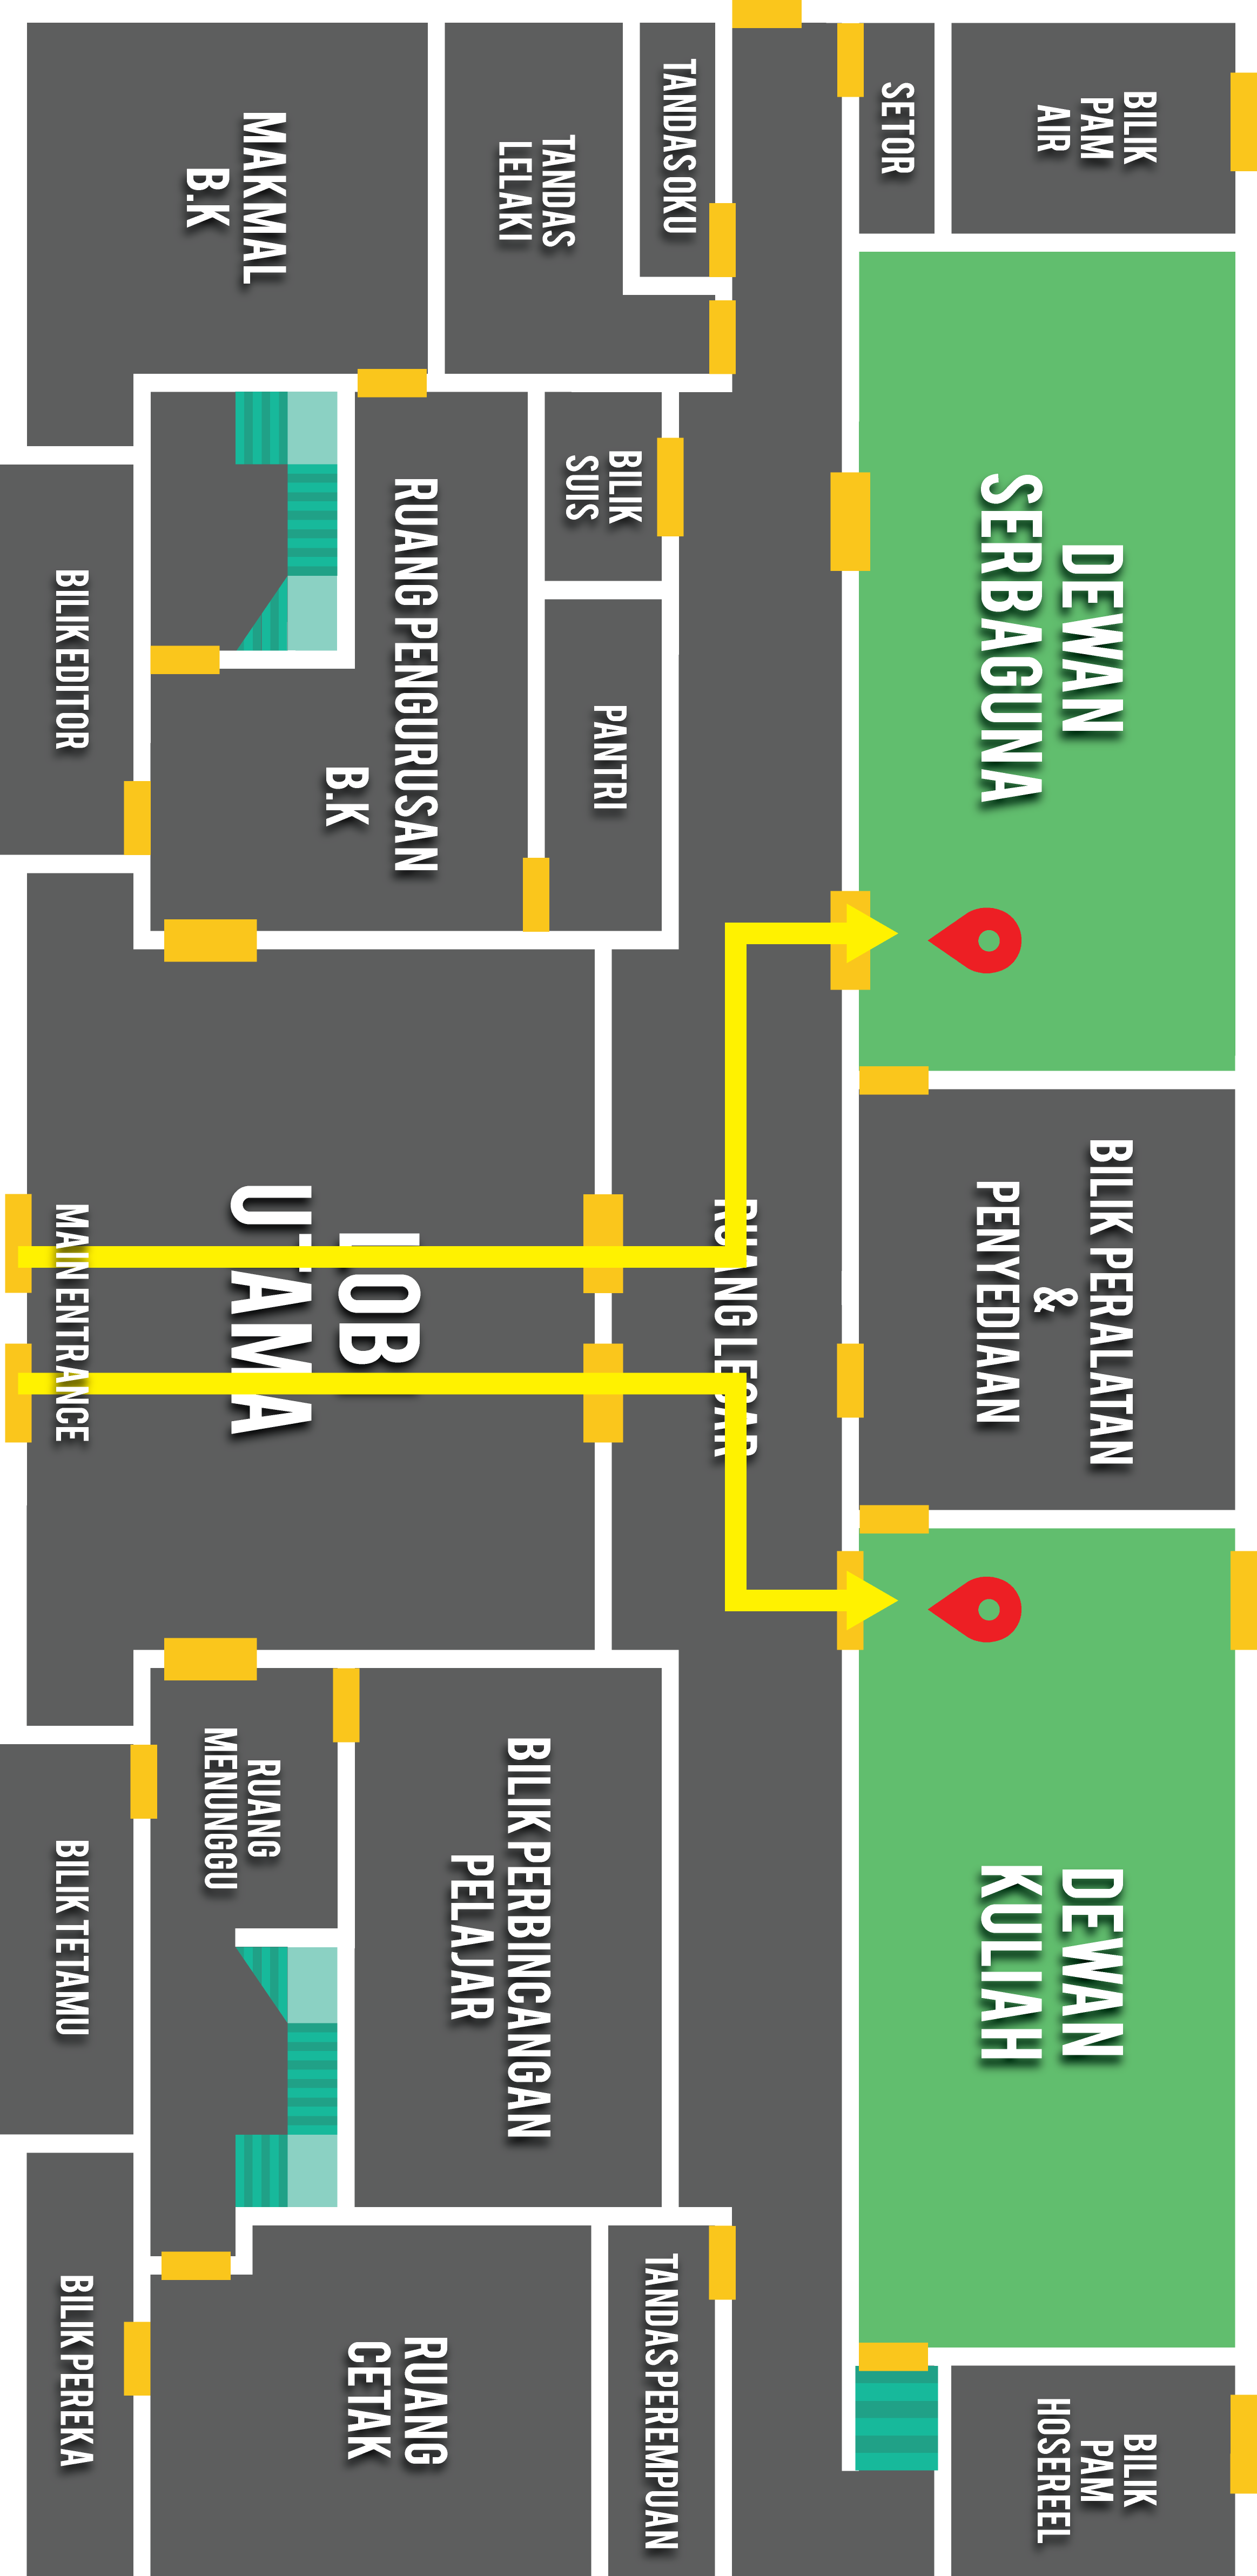 BILIK
PAM
AIR
SETOR
DEWAN
SERBAGUNA
BILIK PERALATAN
&
PENYEDIAAN
DEWAN
KULIAH
BILIK
PAM
HOSEREEL
TANDAS OKU
TANDAS
LELAKI
BILIK
SUIS
PANTRI
RUANG LEGAR
TANDAS PEREMPUAN
MAKMAL
B.K
RUANG PENGURUSAN
B.K
LOBI
UTAMA
BILIK PERBINCANGAN
PELAJAR
RUANG
MENUNGGU
RUANG
CETAK
BILIK EDITOR
MAIN ENTRANCE
BILIK TETAMU
BILIK PEREKA